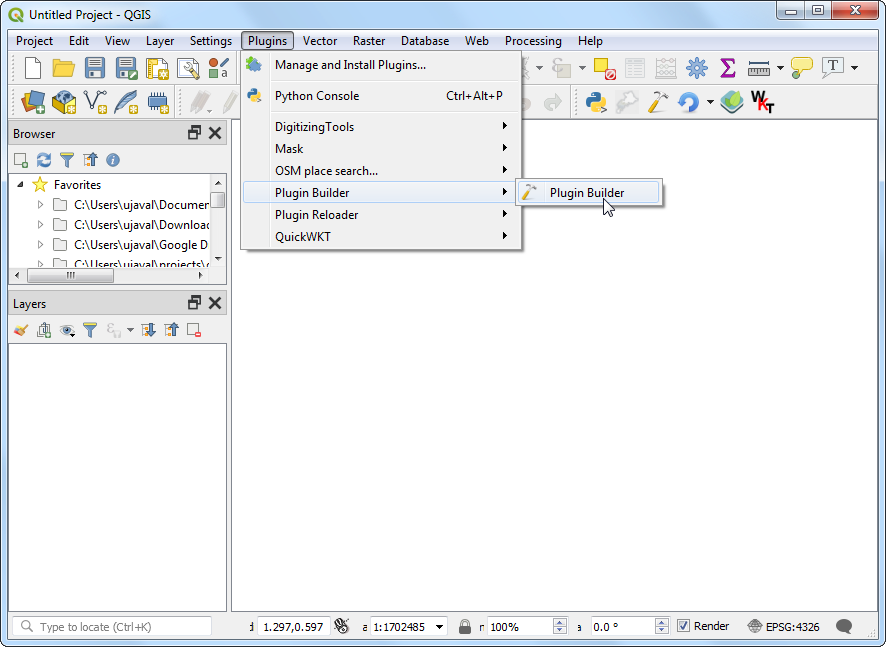 Untitled Project - QGIS
Project Edit View Layer Settings Plugins Vector Raster Database Web Processing Help
Manage and Install Plugins...
Python Console Ctrl+Alt+P
DigitizingTools
Mask
OSM place search...
Plugin Builder
Plugin Builder
Plugin Reloader
QuickWKT
T
a
WKT
Browser
Favorites
C:\Users\ujaval\Documen
C:\Users\ujaval\Downloac
C:\Users\ujaval\Google D
C:\Users\ujaval\projects\
Layers
Type to locate (Ctrl+K)
1.297,0.597 1:1702485 100% 0.0 ° Render EPSG:4326